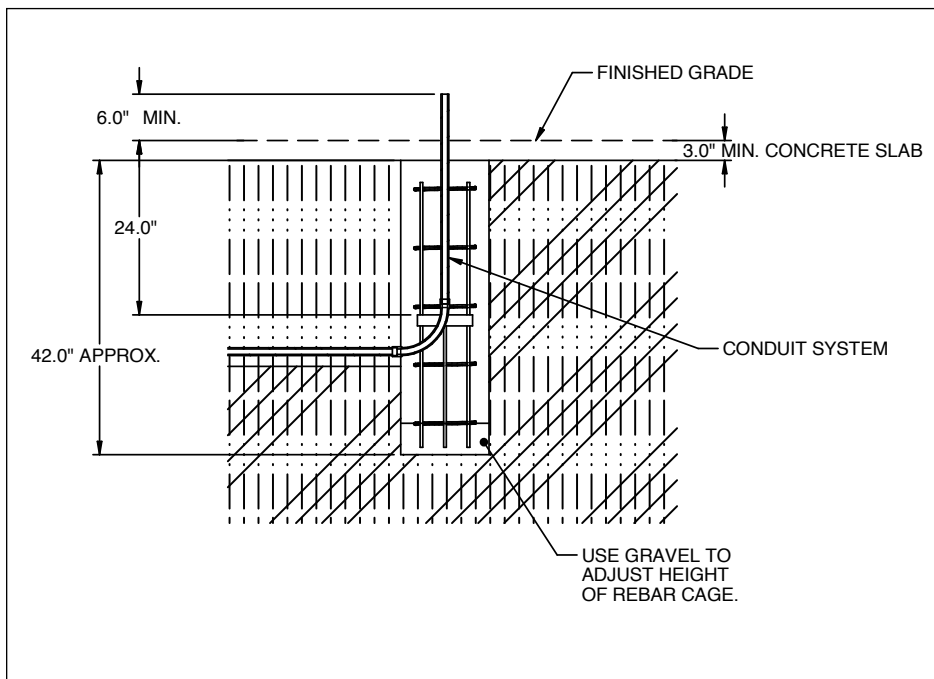 FINISHED GRADE
6.0" MIN.
3.0" MIN. CONCRETE SLAB
24.0"
42.0" APPROX.
CONDUIT SYSTEM
USE GRAVEL TO
ADJUST HEIGHT
OF REBAR CAGE.